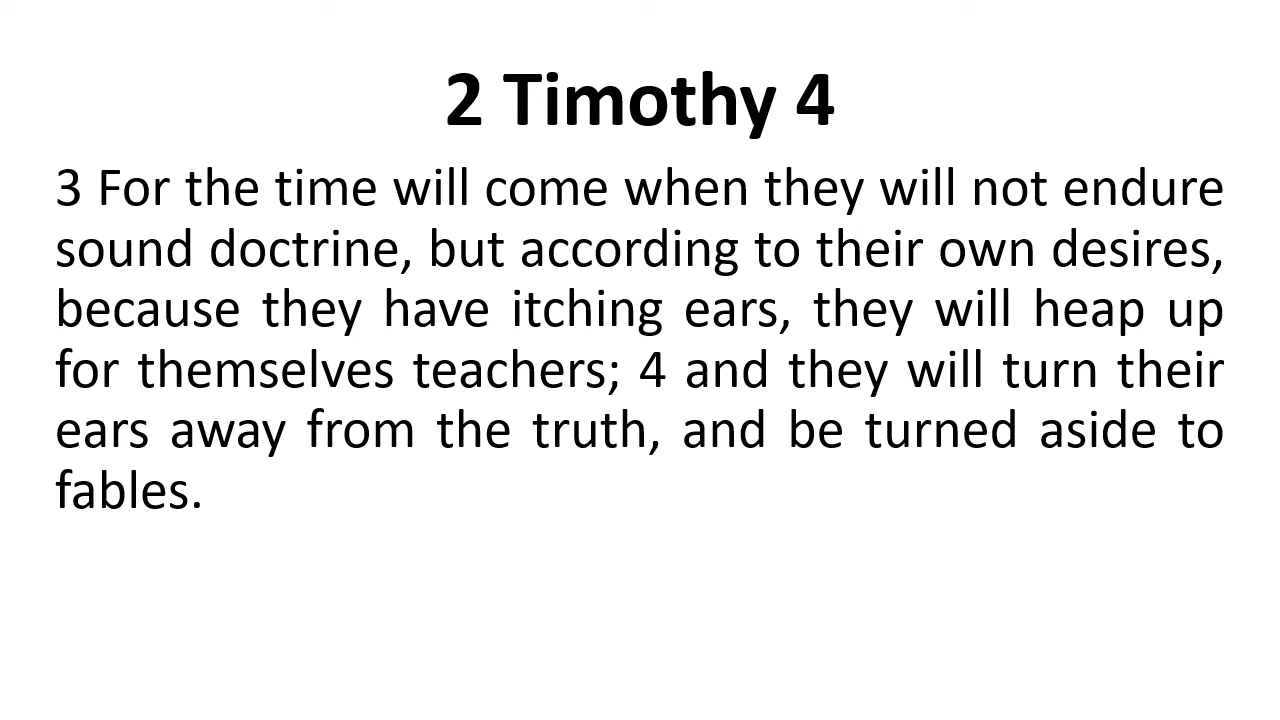 2 Timothy 4
3 For the time will come when they will not endure
sound doctrine, but according to their own desires,
because they have itching ears, they will heap up
for themselves teachers; 4 and they will turn their
ears away from the truth, and be turned aside to
fables.